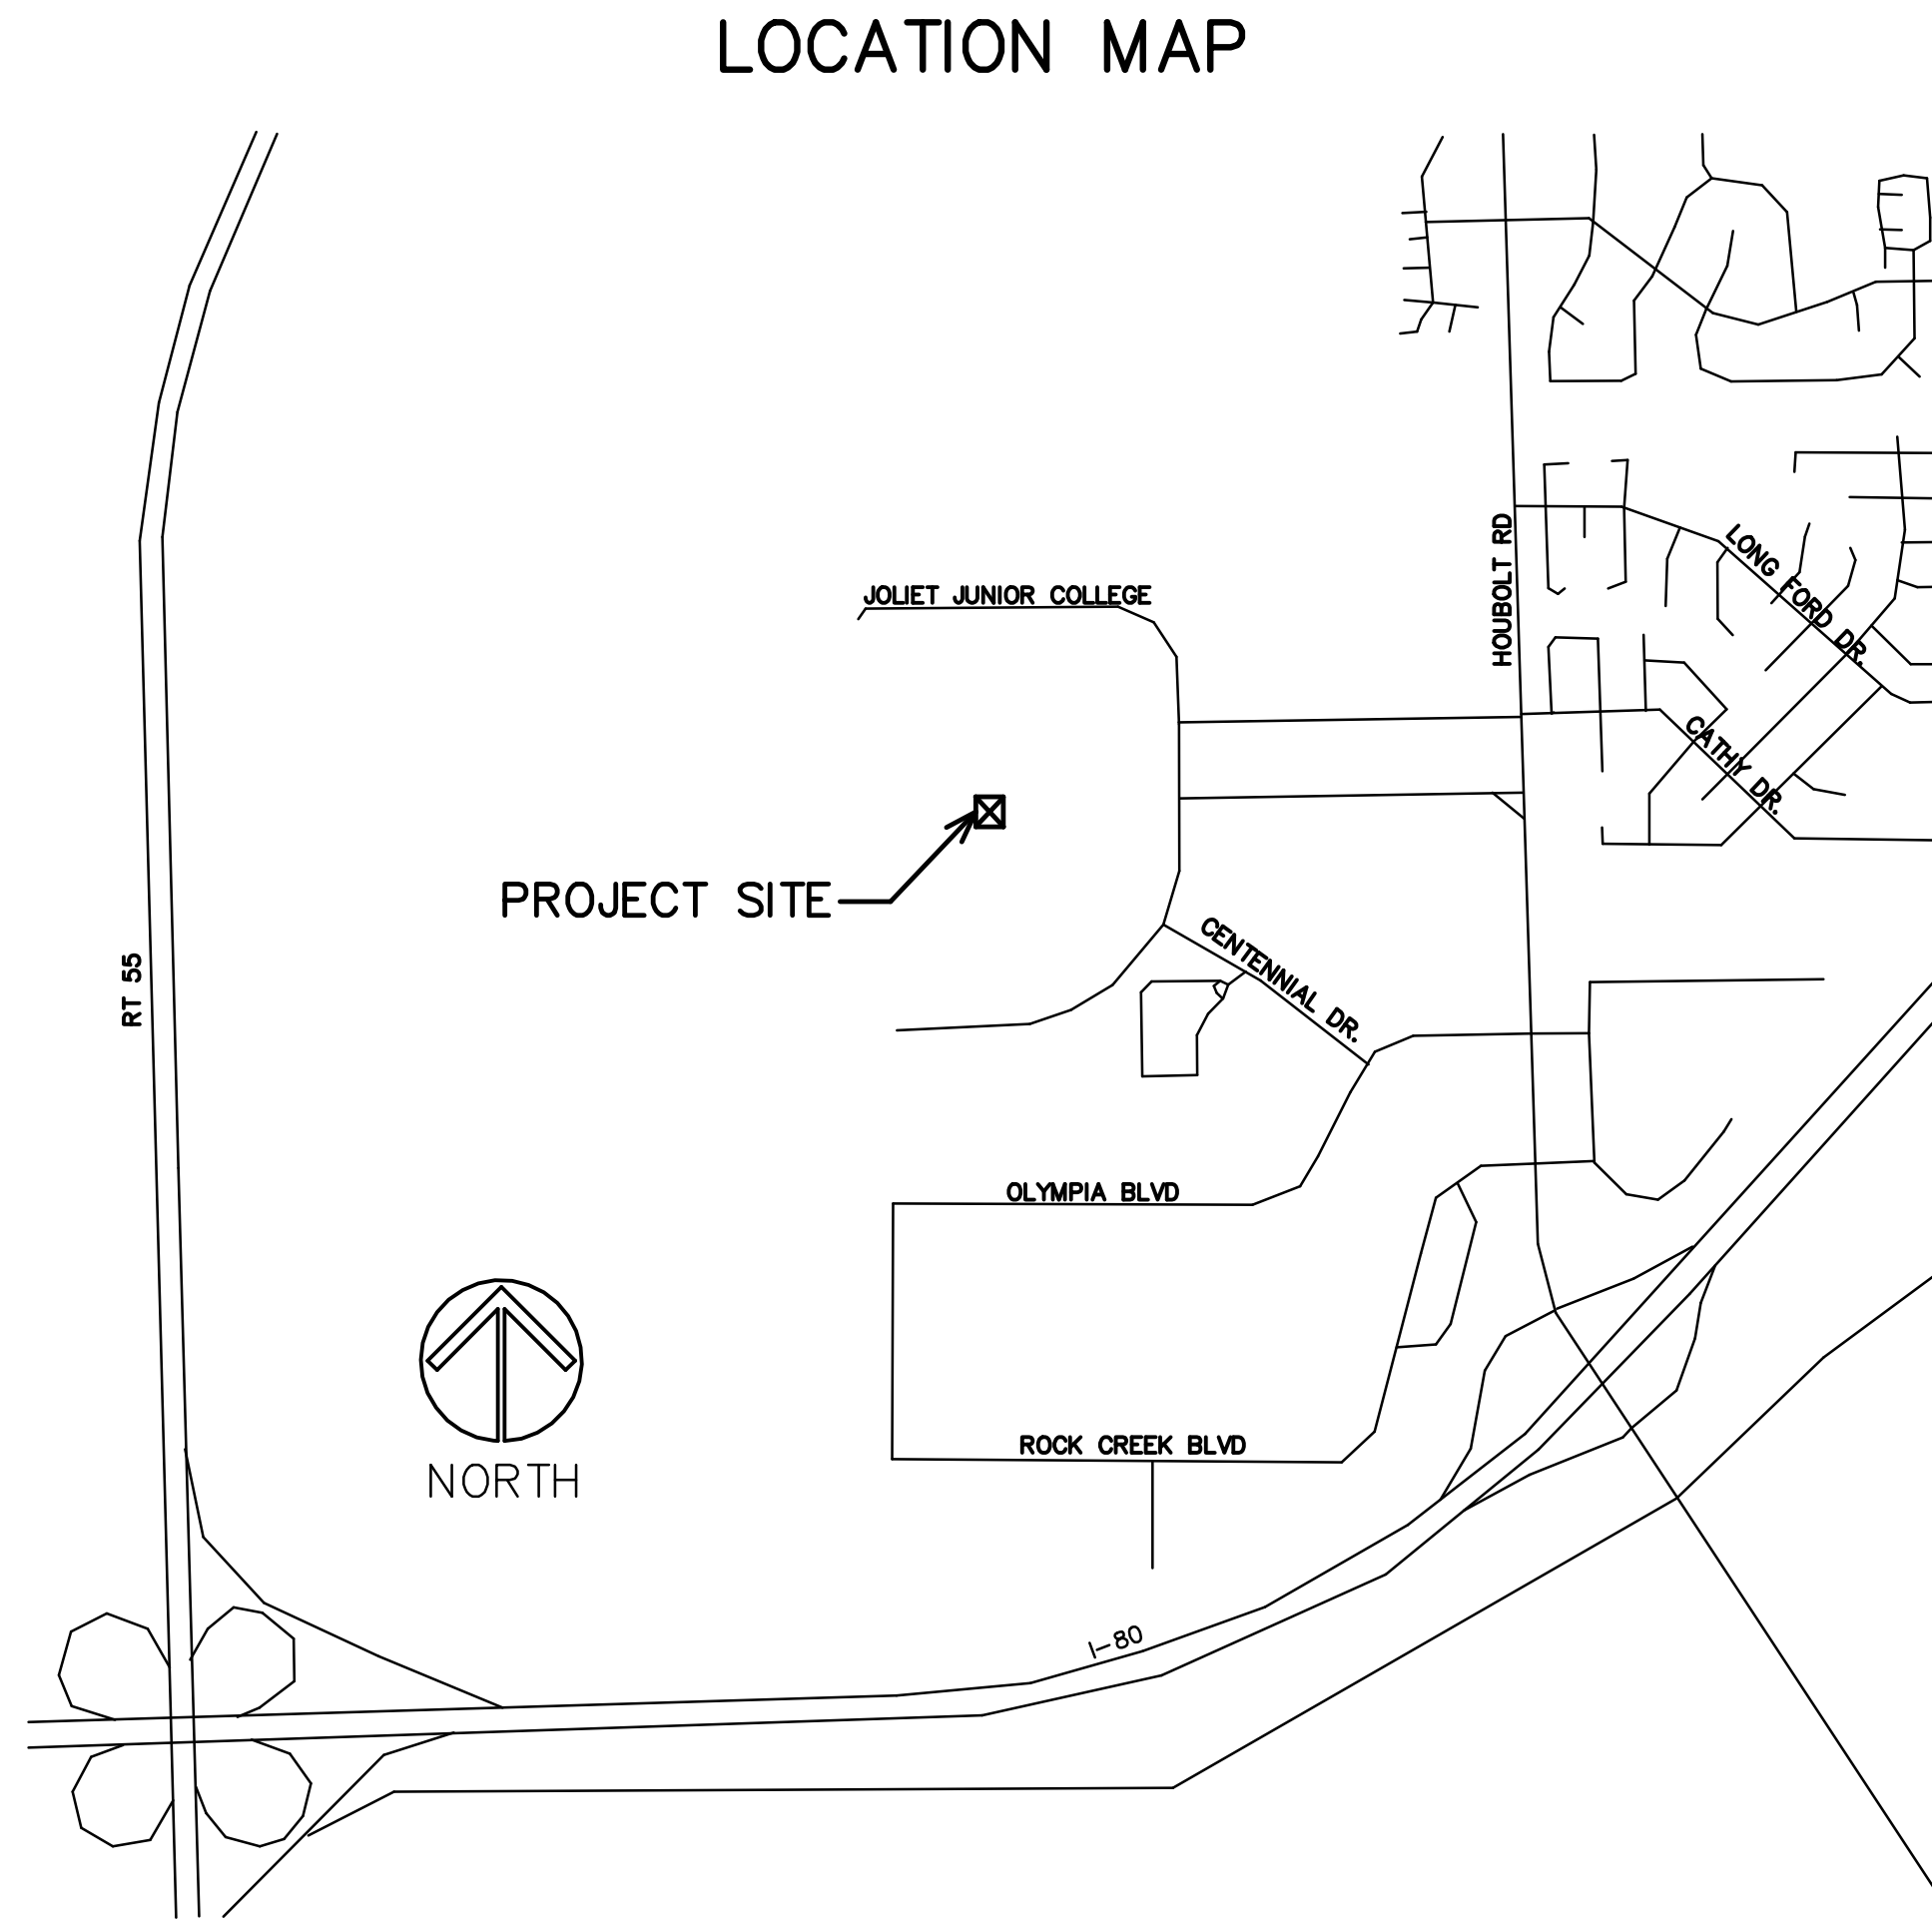 LOCATION MAP
HOUBOLT RD
LONG FORD DR.
JOLIET JUNIOR COLLEGE
CATHY DR.
PROJECT SITE
CENTENNIAL DR.
RT 55
OLYMPIA BLVD
ROCK CREEK BLVD
NORTH
I-80